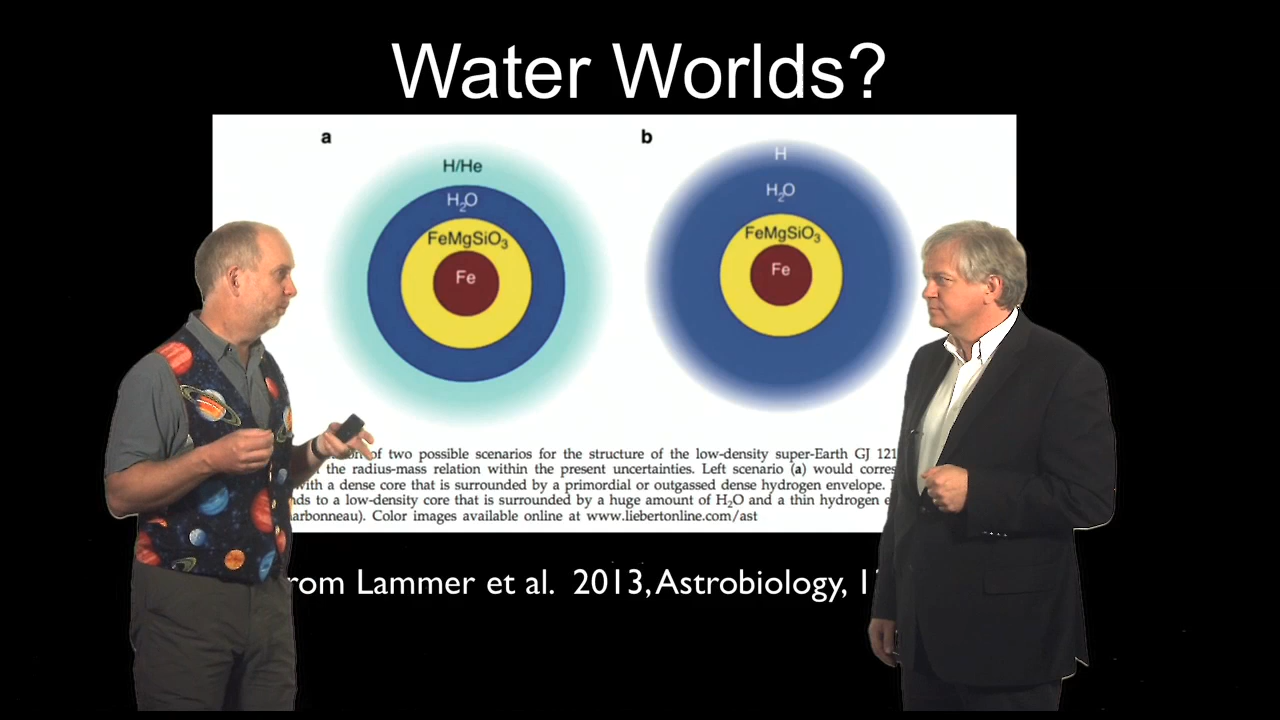 Water Worlds?
a b
H/He H
H₂O H₂O
FeMgSiO₃ FeMgSiO₃
Fe Fe
of two possible scenarios for the structure of the low-density super-Earth GJ 121
the radius-mass relation within the present uncertainties. Left scenario (a) would corres
with a dense core that is surrounded by a primordial or outgassed dense hydrogen envelope.
nds to a low-density core that is surrounded by a huge amount of H₂O and a thin hydrogen e
arbonneau). Color images available online at www.liebertonline.com/ast
rom Lammer et al. 2013, Astrobiology, 1